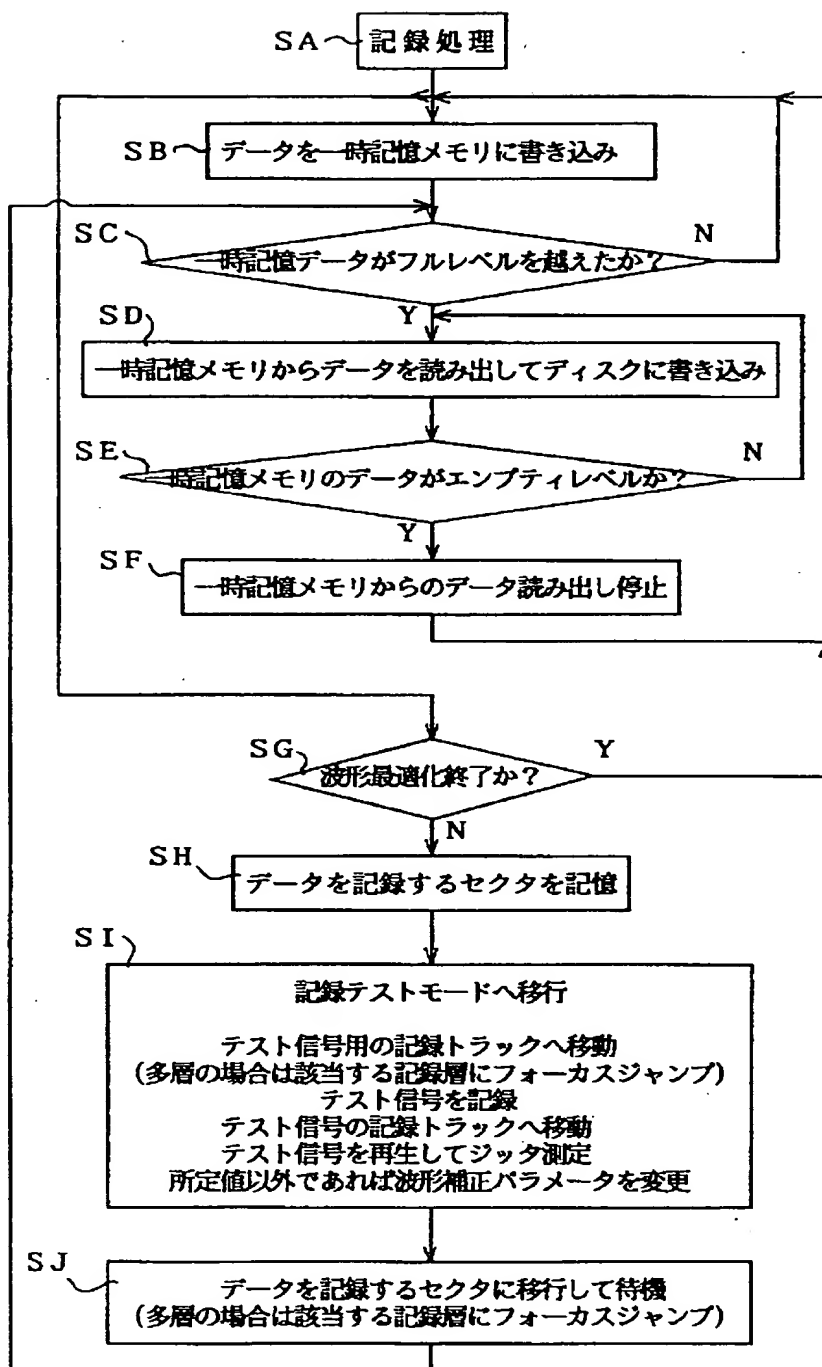 SA 記録処理
SB データを一時記憶メモリに書き込み
SC 一時記憶データがフルレベルを越えたか？ N
Y
SD 一時記憶メモリからデータを読み出してディスクに書き込み
SE 一時記憶メモリのデータがエンプティレベルか？ N
Y
SF 一時記憶メモリからのデータ読み出し停止
SG 波形最適化終了か？ Y
N
SH データを記録するセクタを記憶
SI
記録テストモードへ移行
テスト信号用の記録トラックへ移動
（多層の場合は該当する記録層にフォーカスジャンプ）
テスト信号を記録
テスト信号の記録トラックへ移動
テスト信号を再生してジッタ測定
所定値以外であれば波形補正パラメータを変更
SJ
データを記録するセクタに移行して待機
（多層の場合は該当する記録層にフォーカスジャンプ）